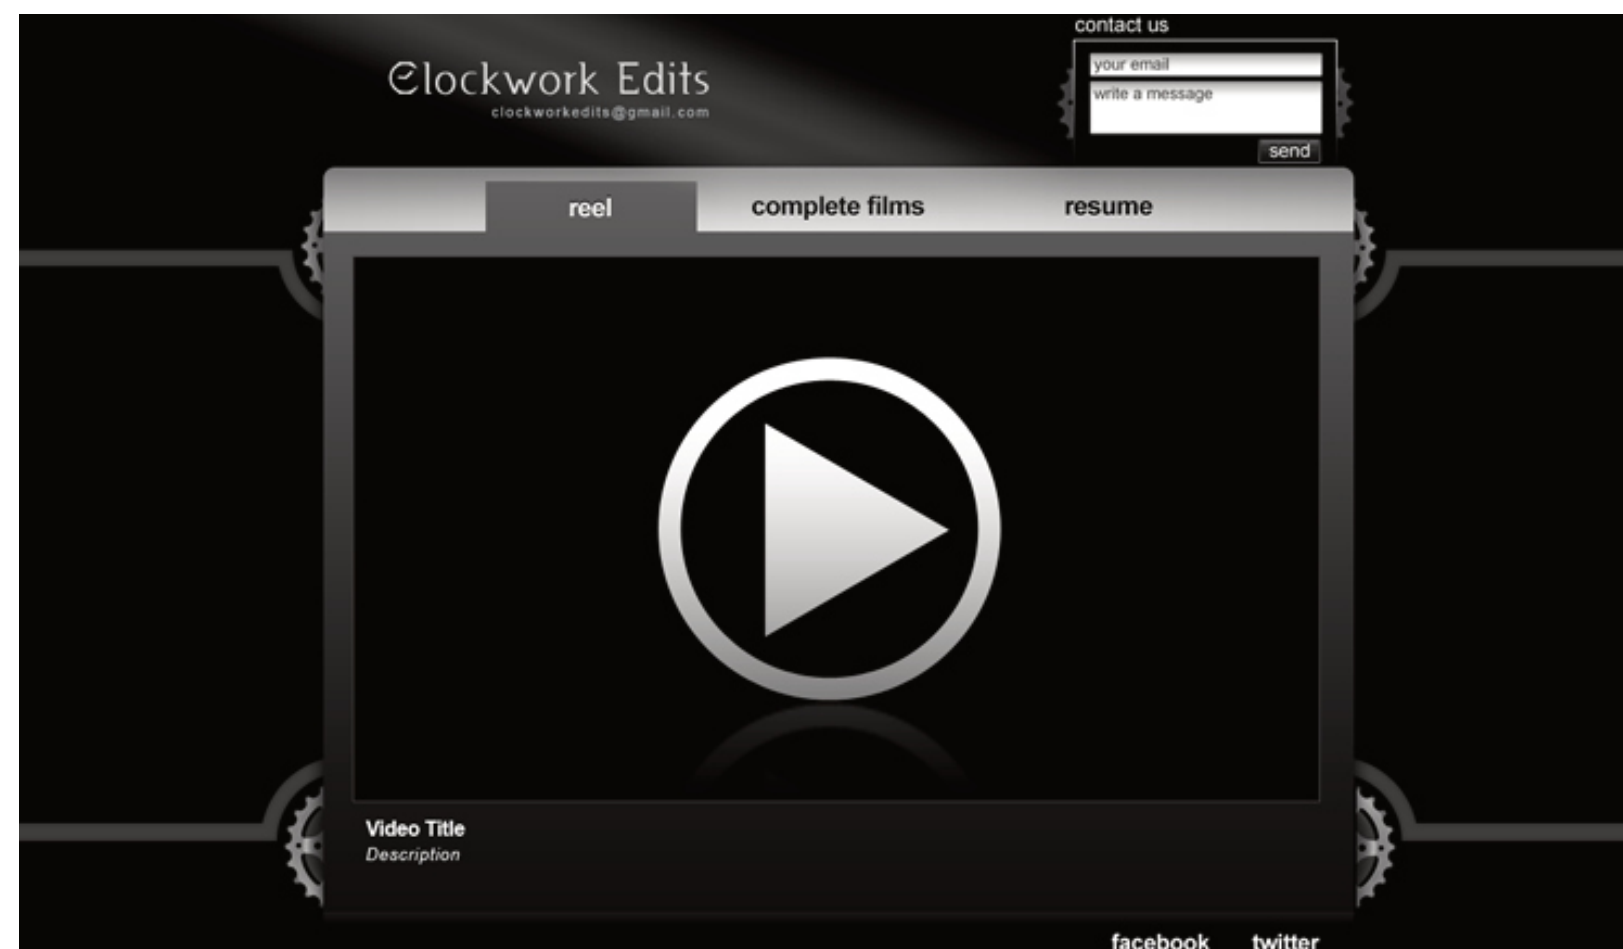 contact us
Clockwork Edits
your email
clockworkedits@gmail.com
write a message
send
reel
complete films
resume
Video Title
Description
facebook
twitter